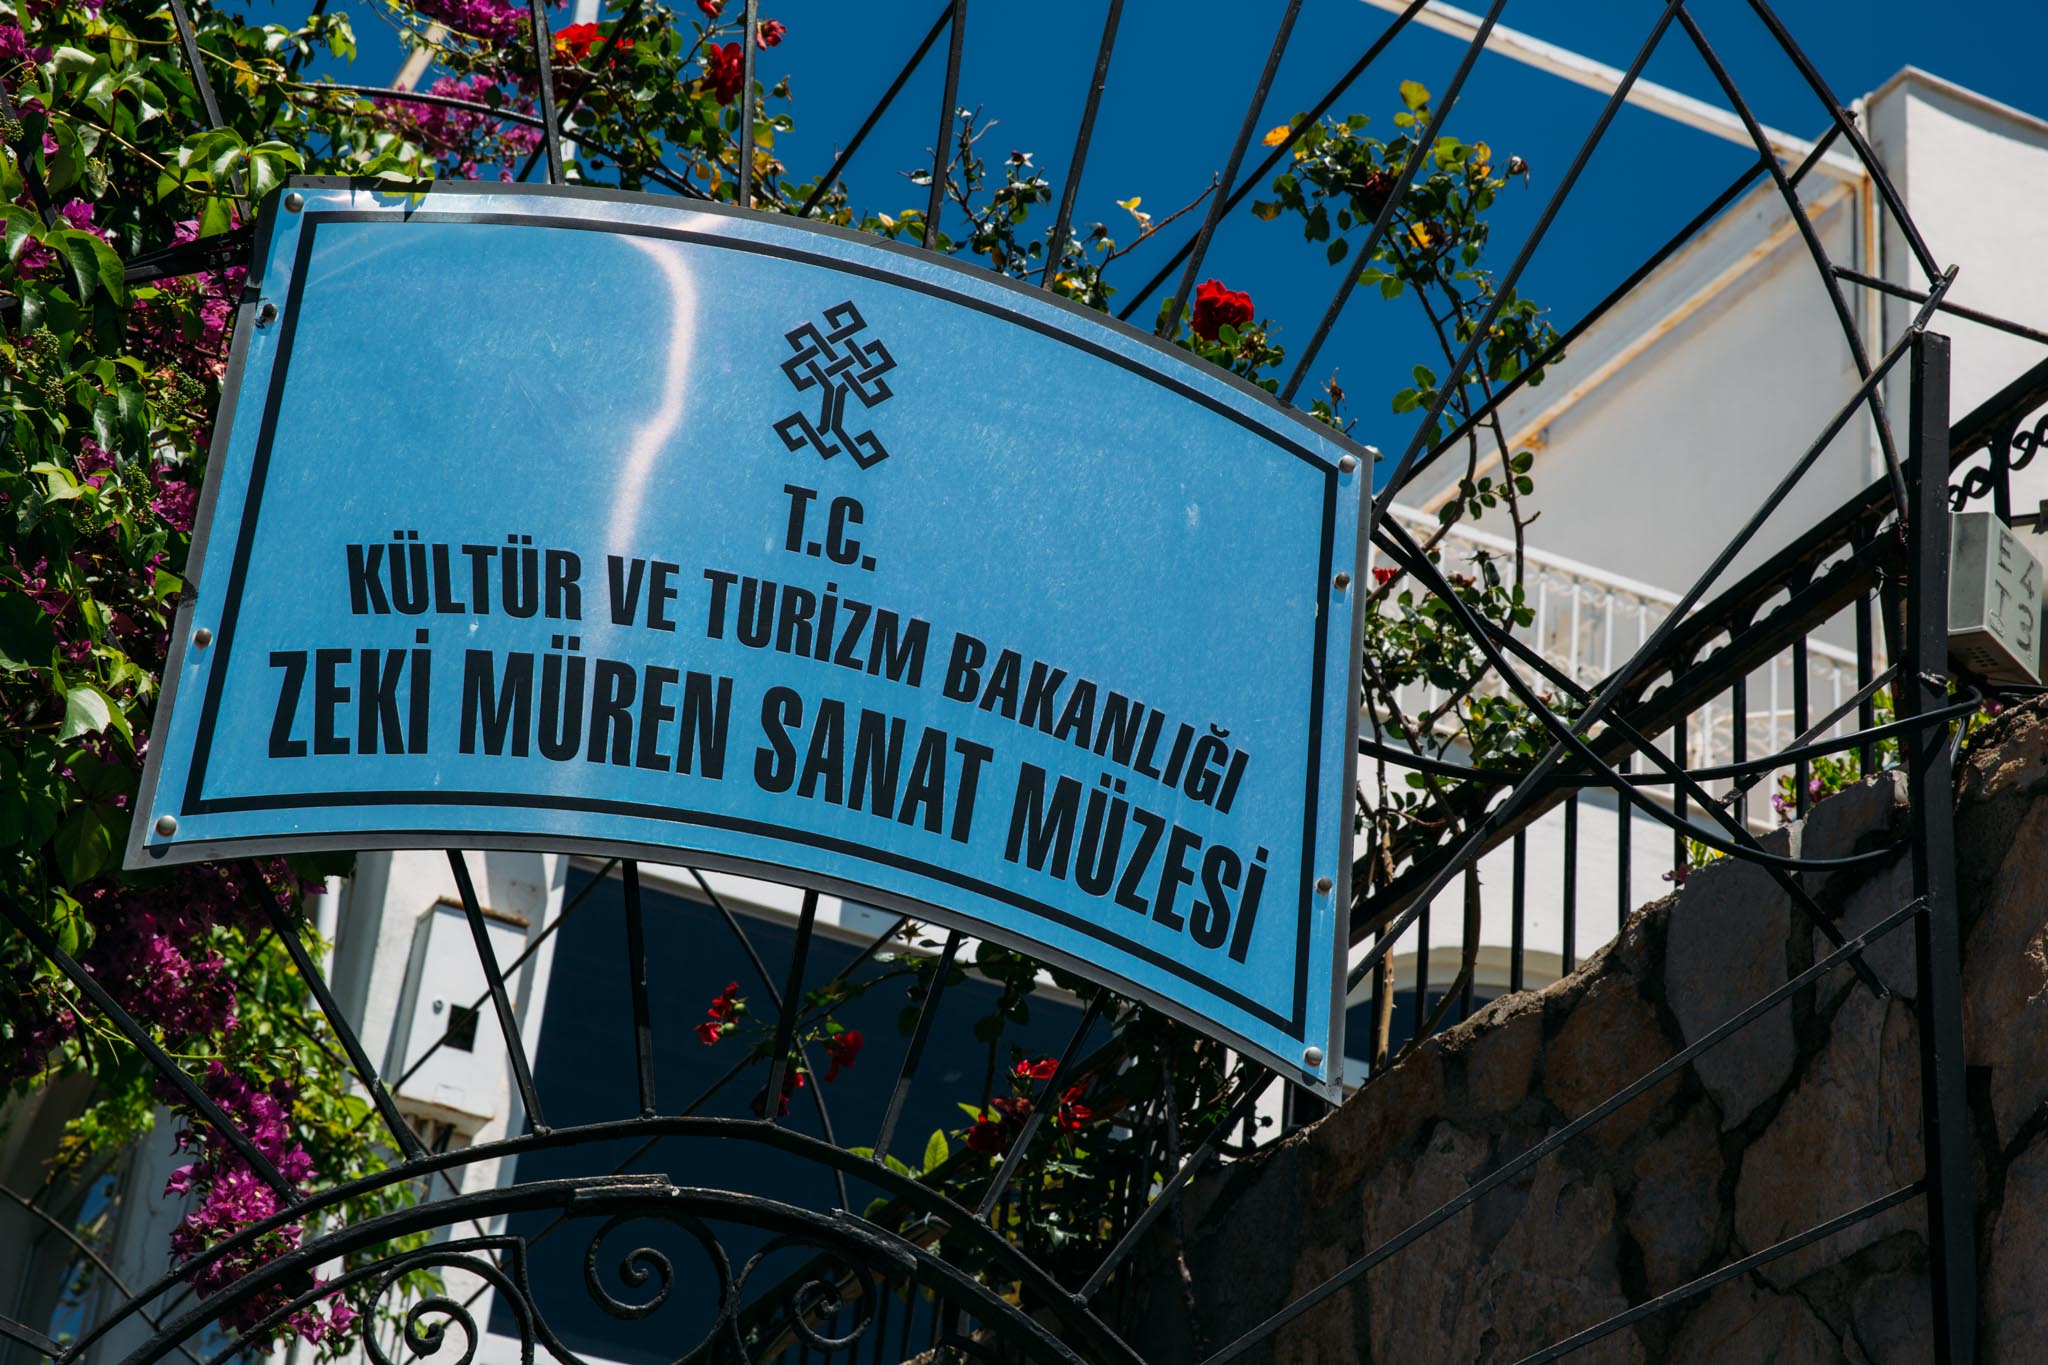 T.C.
KÜLTÜR VE TURİZM BAKANLIĞI
ZEKİ MÜREN SANAT MÜZESİ